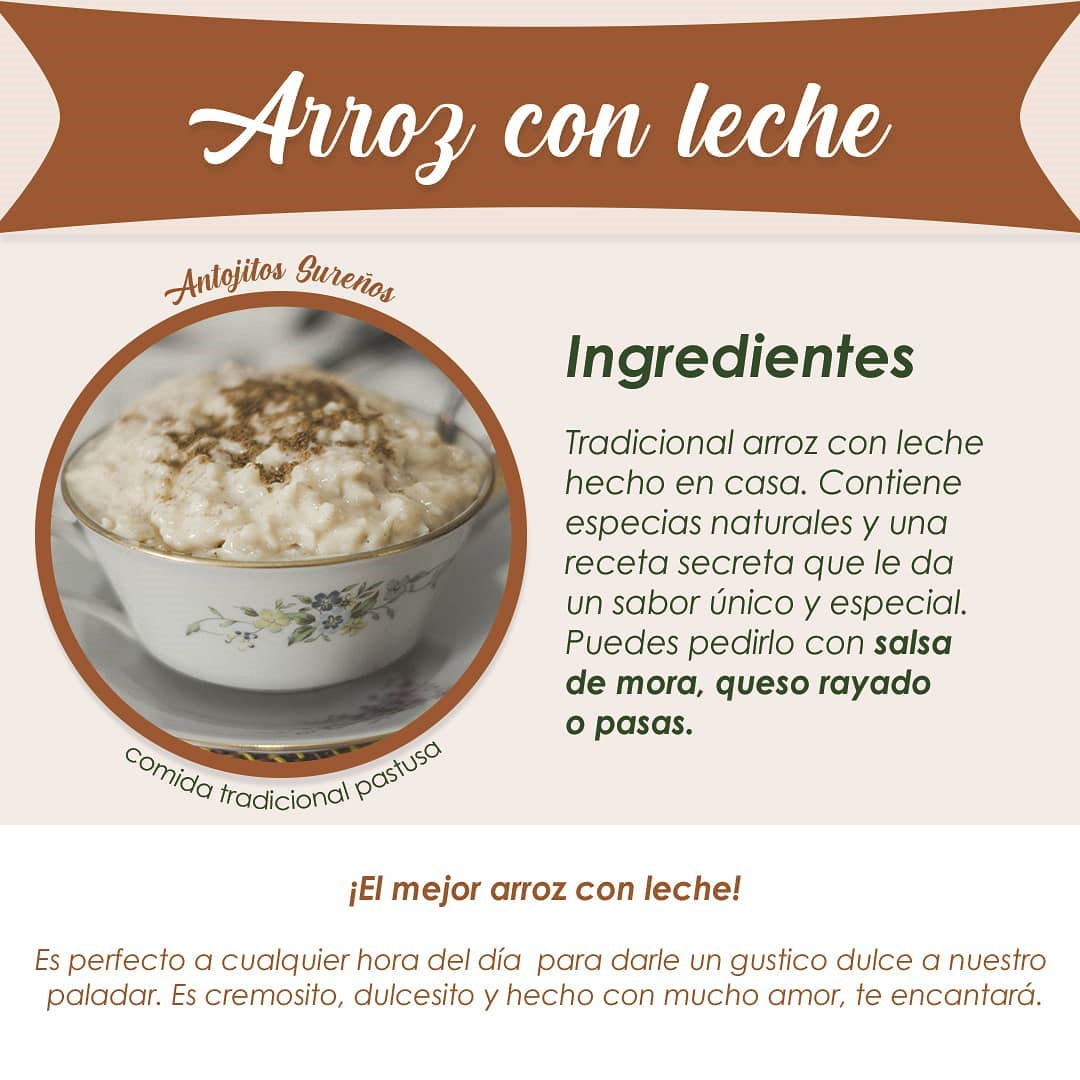 Arroz con leche
Antojitos Sureños
comida tradicional pastusa
Ingredientes
Tradicional arroz con leche
hecho en casa. Contiene
especias naturales y una
receta secreta que le da
un sabor único y especial.
Puedes pedirlo con salsa
de mora, queso rayado
o pasas.
¡El mejor arroz con leche!
Es perfecto a cualquier hora del día para darle un gustico dulce a nuestro
paladar. Es cremosito, dulcesito y hecho con mucho amor, te encantará.